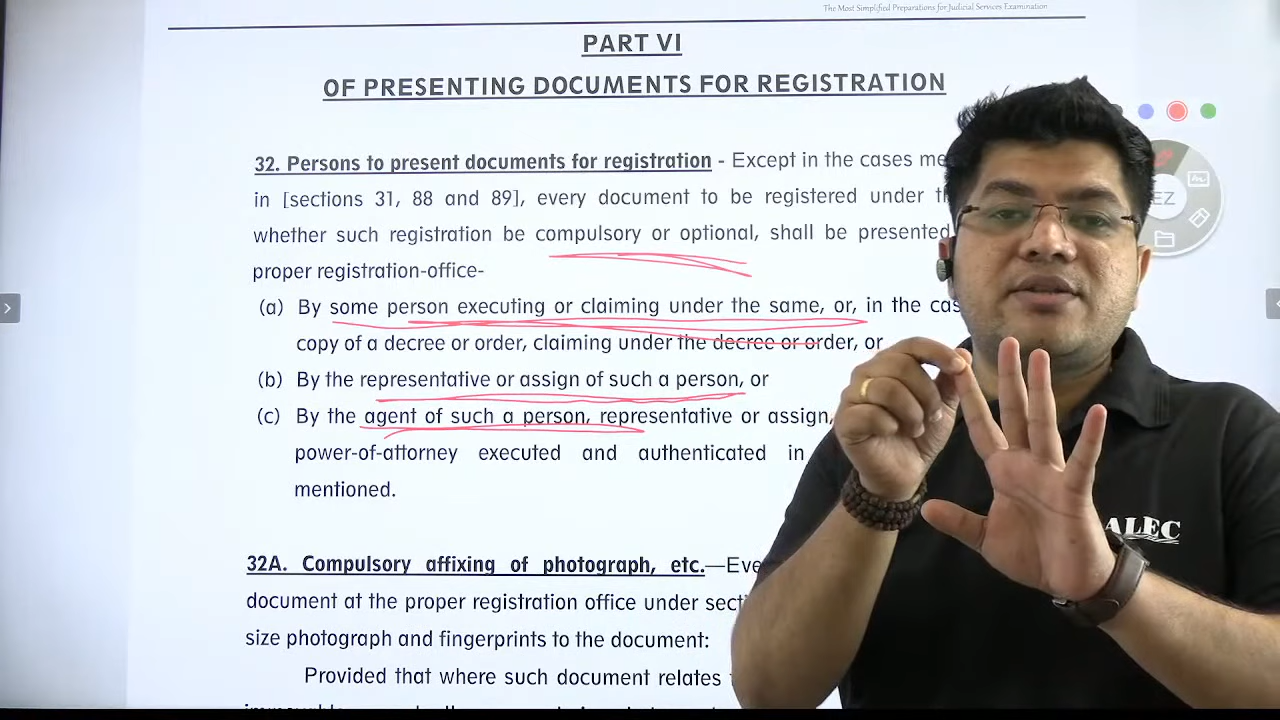 The Most Simplified Preparations for Judicial Services Examination
PART VI
OF PRESENTING DOCUMENTS FOR REGISTRATION
32. Persons to present documents for registration - Except in the cases me
in [sections 31, 88 and 89], every document to be registered under t
whether such registration be compulsory or optional, shall be presented
proper registration-office-
(a) By some person executing or claiming under the same, or, in the cas
copy of a decree or order, claiming under the decree or order, or
(b) By the representative or assign of such a person, or
(c) By the agent of such a person, representative or assign,
power-of-attorney executed and authenticated in
mentioned.
32A. Compulsory affixing of photograph, etc.—Eve
document at the proper registration office under secti
size photograph and fingerprints to the document:
Provided that where such document relates t
EZ
ALEC